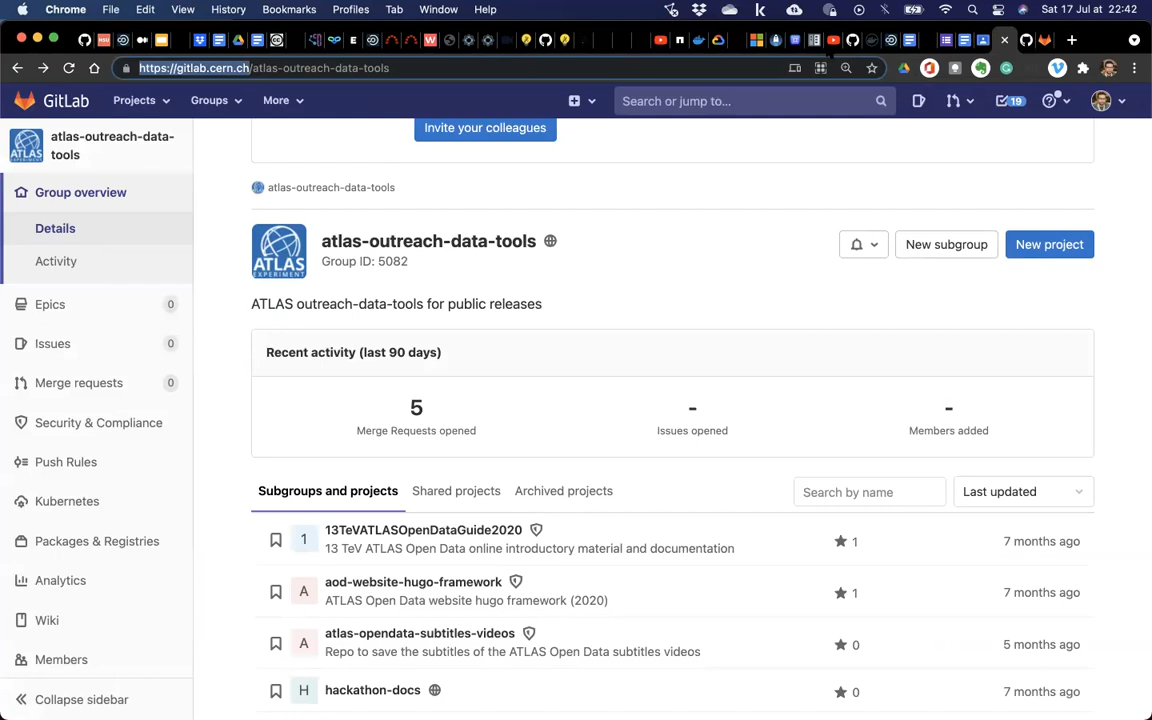 Chrome File Edit View History Bookmarks Profiles Tab Window Help Sat 17 Jul at 22:42
https://gitlab.cern.ch/atlas-outreach-data-tools
GitLab Projects Groups More Search or jump to... 19
atlas-outreach-data-
tools
Group overview
Details
Activity
Epics 0
Issues 0
Merge requests 0
Security & Compliance
Push Rules
Kubernetes
Packages & Registries
Analytics
Wiki
Members
Collapse sidebar
Invite your colleagues
atlas-outreach-data-tools
ATLAS
EXPERIMENT
atlas-outreach-data-tools
Group ID: 5082
New subgroup New project
ATLAS outreach-data-tools for public releases
Recent activity (last 90 days)
5 - -
Merge Requests opened Issues opened Members added
Subgroups and projects Shared projects Archived projects Search by name Last updated
1 13TeVATLASOpenDataGuide2020
13 TeV ATLAS Open Data online introductory material and documentation 1 7 months ago
A aod-website-hugo-framework
ATLAS Open Data website hugo framework (2020) 1 7 months ago
A atlas-opendata-subtitles-videos
Repo to save the subtitles of the ATLAS Open Data subtitles videos 0 5 months ago
H hackathon-docs 0 7 months ago